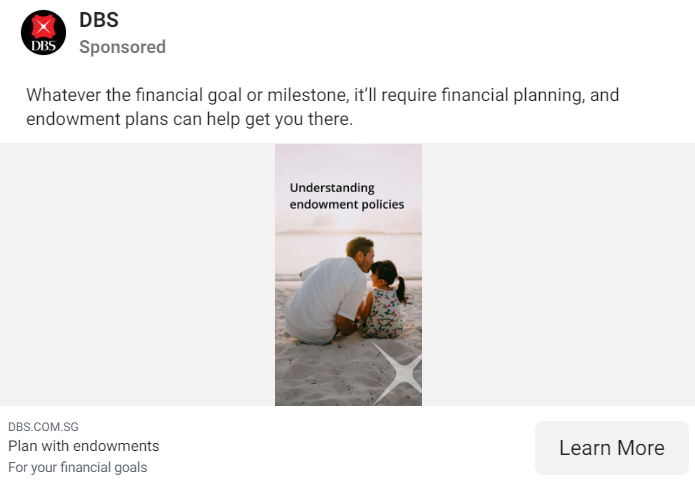 DBS
DBS
Sponsored
Whatever the financial goal or milestone, it’ll require financial planning, and
endowment plans can help get you there.
Understanding
endowment policies
DBS.COM.SG
Plan with endowments
For your financial goals
Learn More